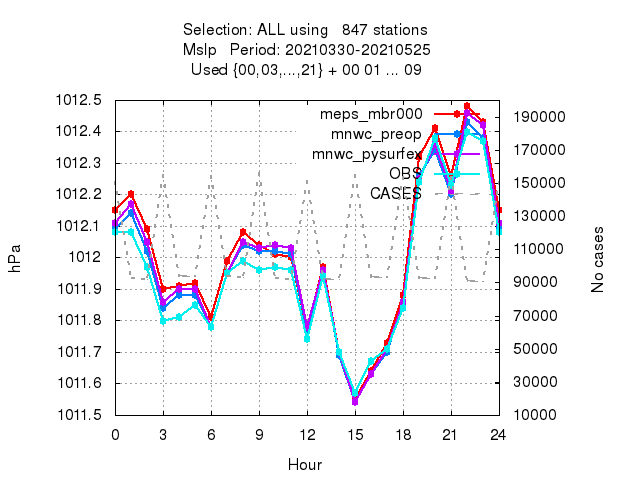 Selection: ALL using 847 stations
Mslp Period: 20210330-20210525
Used {00,03,...,21} + 00 01 ... 09
meps_mbr000
mnwc_preop
mnwc_pysurfex
OBS
CASES
hPa
1012.5
1012.4
1012.3
1012.2
1012.1
1012
1011.9
1011.8
1011.7
1011.6
1011.5
190000
170000
150000
130000
110000
90000
70000
50000
30000
10000
No cases
0 3 6 9 12 15 18 21 24
Hour